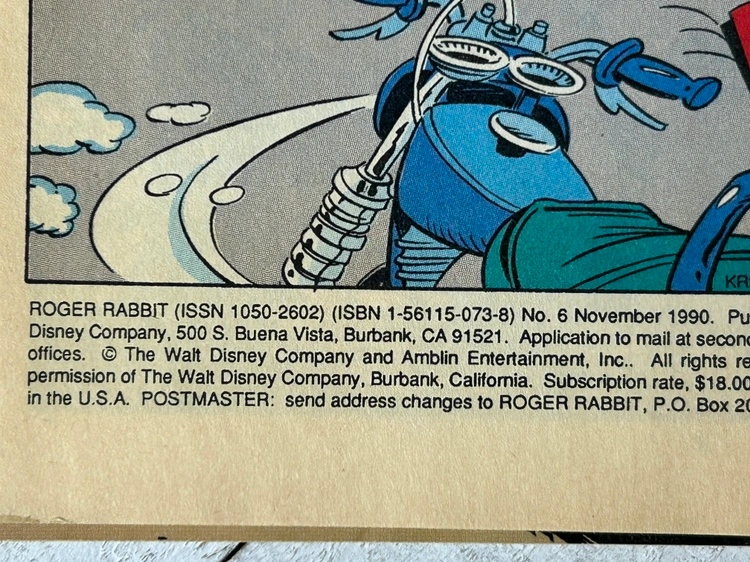 KR
ROGER RABBIT (ISSN 1050-2602) (ISBN 1-56115-073-8) No. 6 November 1990. Pu
Disney Company, 500 S. Buena Vista, Burbank, CA 91521. Application to mail at secon
offices. © The Walt Disney Company and Amblin Entertainment, Inc.. All rights re
permission of The Walt Disney Company, Burbank, California. Subscription rate, $18.00
in the U.S.A. POSTMASTER: send address changes to ROGER RABBIT, P.O. Box 20